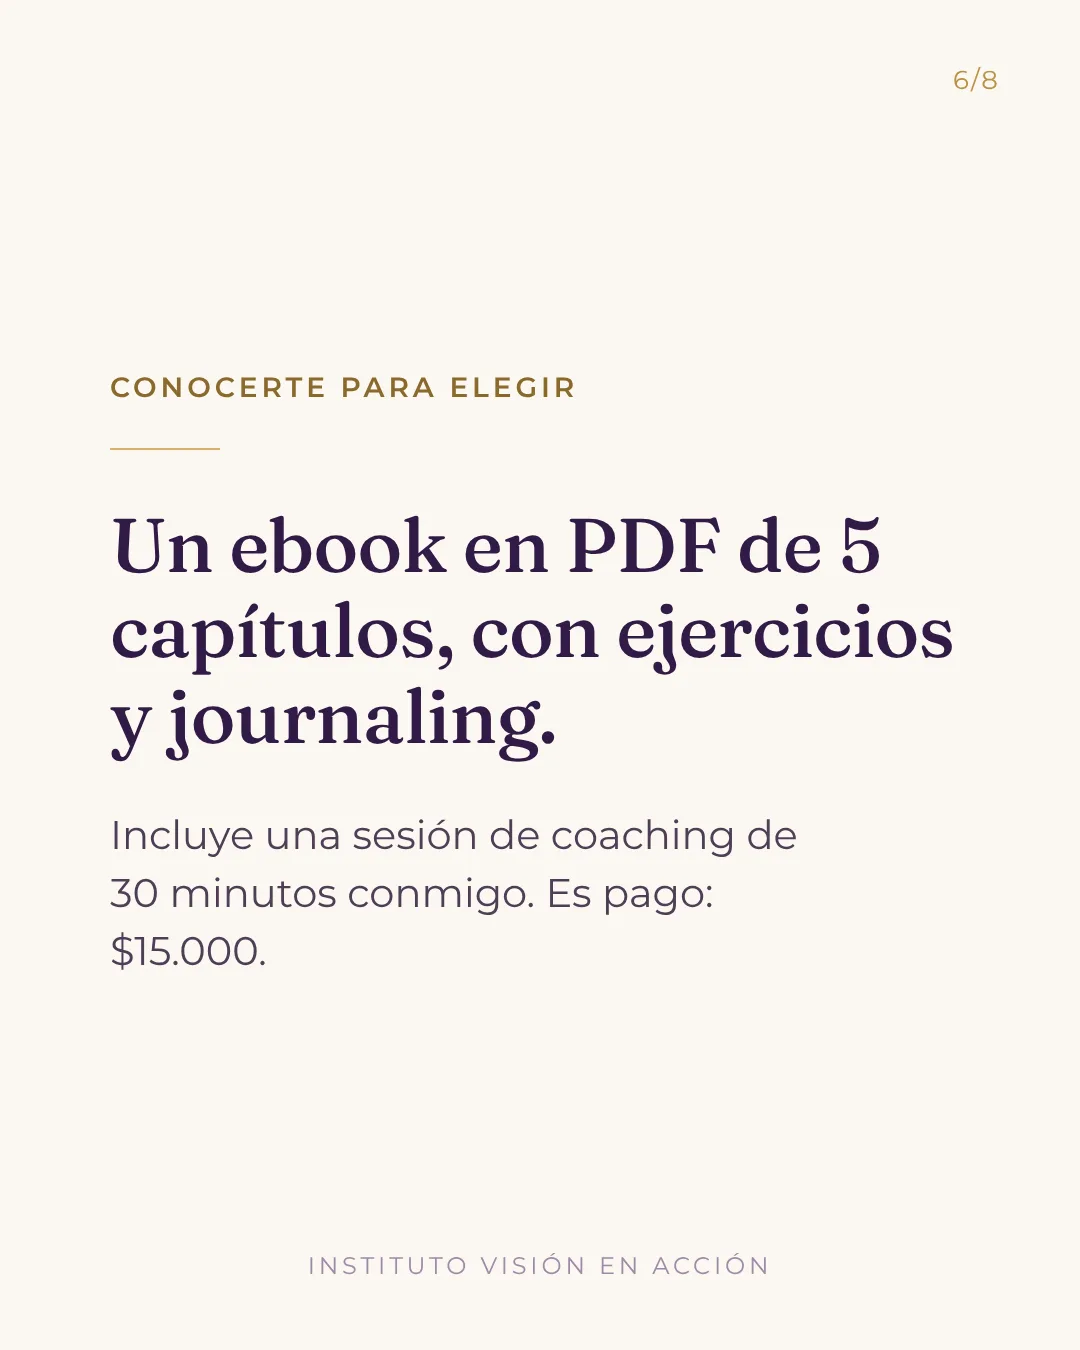 6/8
CONOCERTE PARA ELEGIR
Un ebook en PDF de 5
capítulos, con ejercicios
y journaling.
Incluye una sesión de coaching de
30 minutos conmigo. Es pago:
$15.000.
INSTITUTO VISIÓN EN ACCIÓN